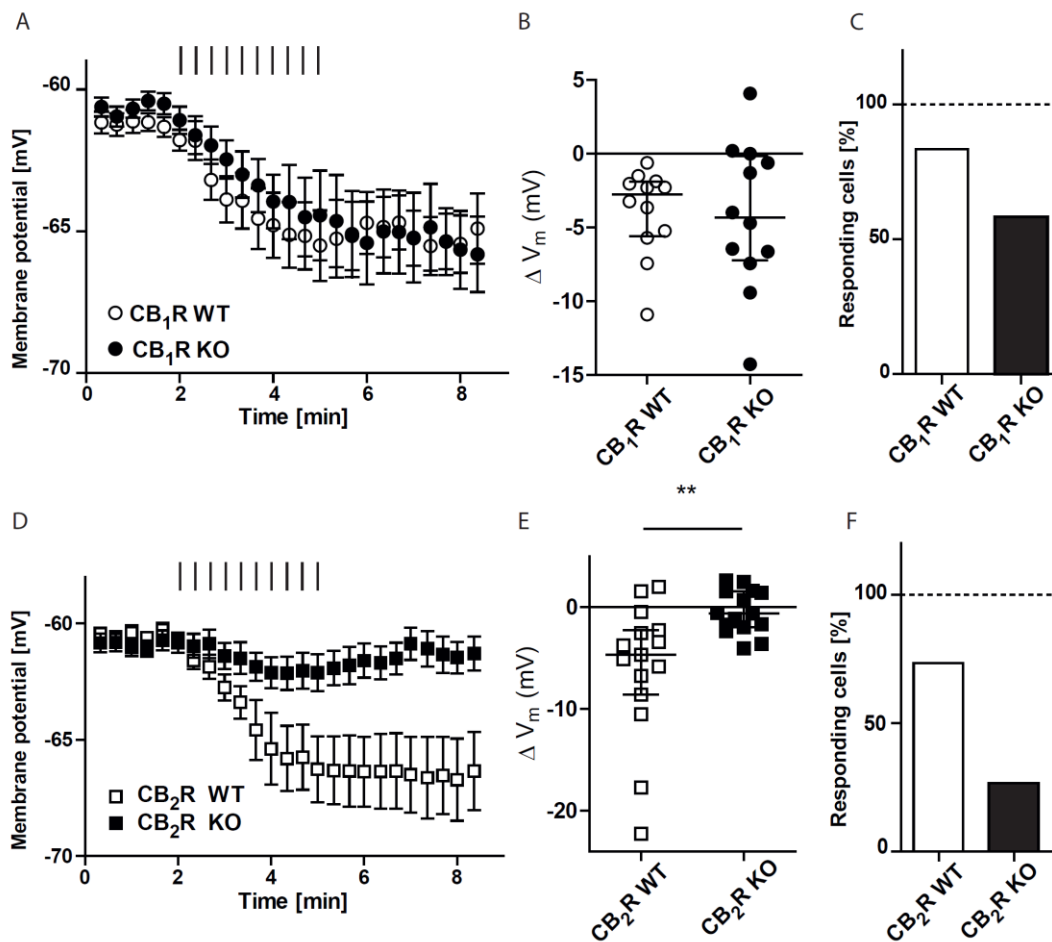 A
Membrane potential [mV]
-60
-65
-70
0 2 4 6 8
Time [min]
CB₁R WT
CB₁R KO
B
Δ Vₘ (mV)
5
0
-5
-10
-15
CB₁R WT
CB₁R KO
C
Responding cells [%]
100
50
0
CB₁R WT
CB₁R KO
D
Membrane potential [mV]
-60
-65
-70
0 2 4 6 8
Time [min]
CB₂R WT
CB₂R KO
E
**
Δ Vₘ (mV)
0
-10
-20
CB₂R WT
CB₂R KO
F
Responding cells [%]
100
50
0
CB₂R WT
CB₂R KO